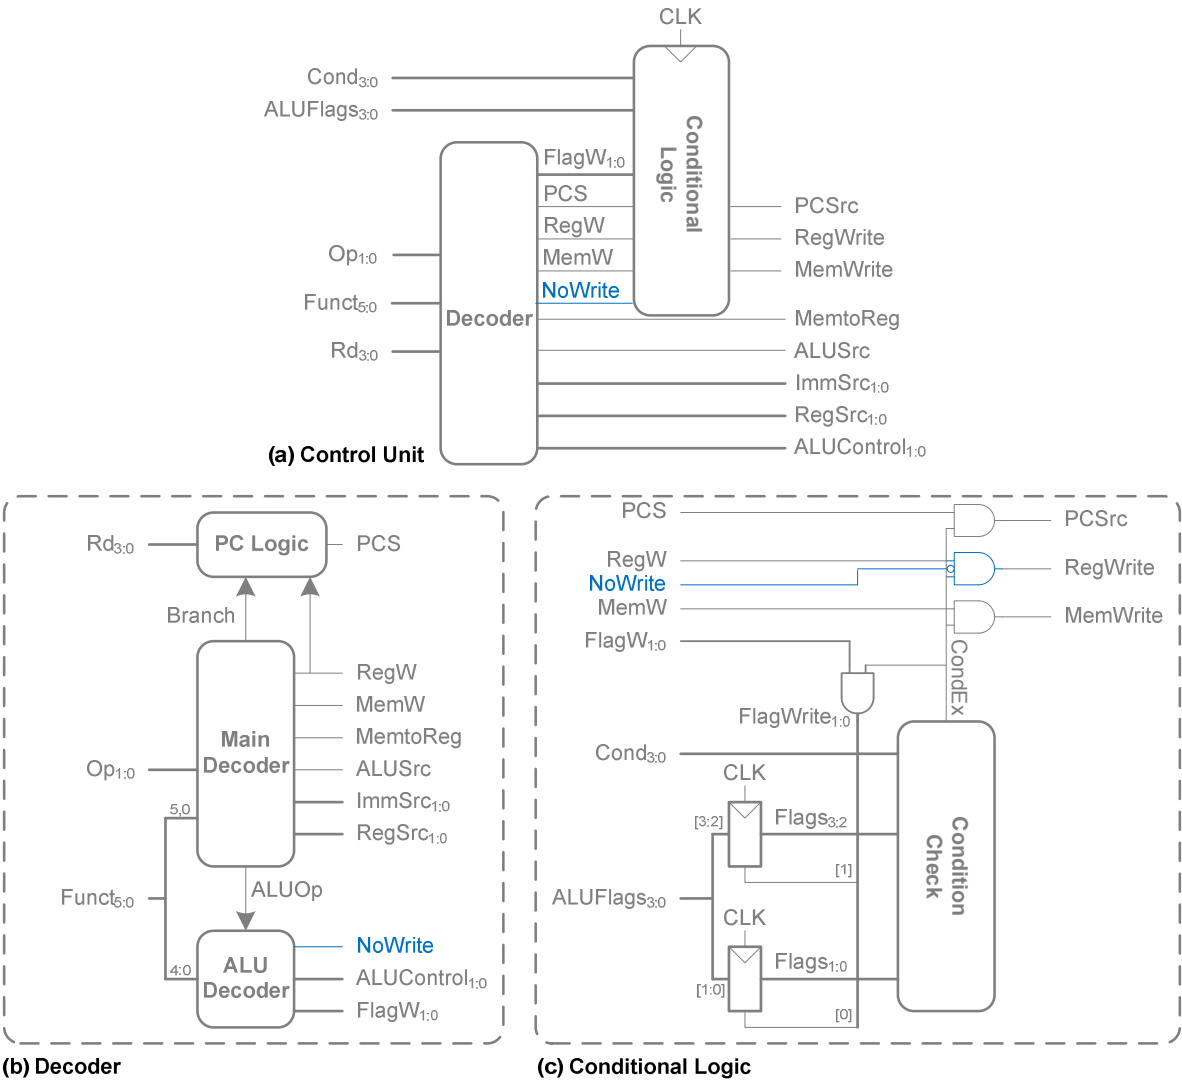 CLK
Cond3:0
ALUFlags3:0
Conditional
Logic
FlagW1:0
PCS
RegW
MemW
NoWrite
PCSrc
RegWrite
MemWrite
Op1:0
Funct5:0
Rd3:0
Decoder
MemtoReg
ALUSrc
ImmSrc1:0
RegSrc1:0
ALUControl1:0
(a) Control Unit
Rd3:0
PC Logic
PCS
Branch
RegW
MemW
MemtoReg
ALUSrc
ImmSrc1:0
RegSrc1:0
Main
Decoder
Op1:0
5,0
Funct5:0
ALUOp
4:0
ALU
Decoder
NoWrite
ALUControl1:0
FlagW1:0
(b) Decoder
PCS
PCSrc
RegW
NoWrite
RegWrite
MemW
MemWrite
FlagW1:0
CondEx
FlagWrite1:0
Cond3:0
CLK
[3:2]
Flags3:2
[1]
ALUFlags3:0
CLK
[1:0]
Flags1:0
[0]
Condition
Check
(c) Conditional Logic